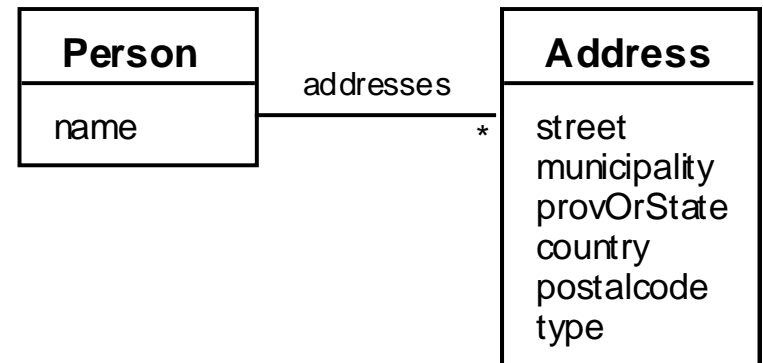 Person
name
addresses
*
Address
street
municipality
provOrState
country
postalcode
type